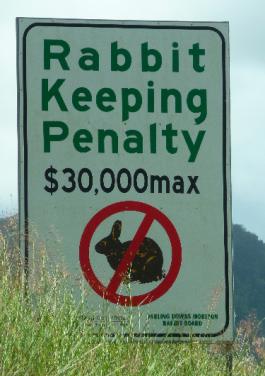 Rabbit
Keeping
Penalty
$30,000max
DARLING DOWNS MORETON
RABBIT BOARD